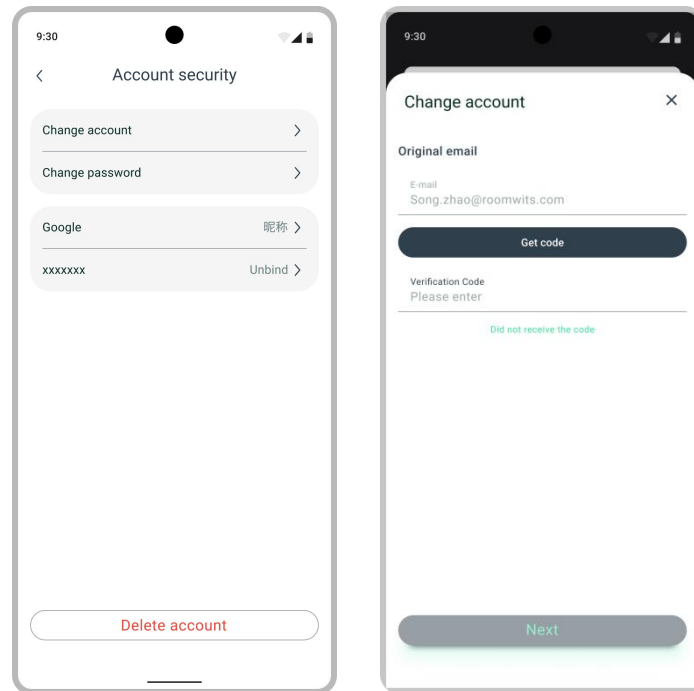 9:30
Account security
Change account
Change password
Google 昵称
xxxxxxx Unbind
Delete account
9:30
Change account
Original email
E-mail
Song.zhao@roomwits.com
Get code
Verification Code
Please enter
Did not receive the code
Next